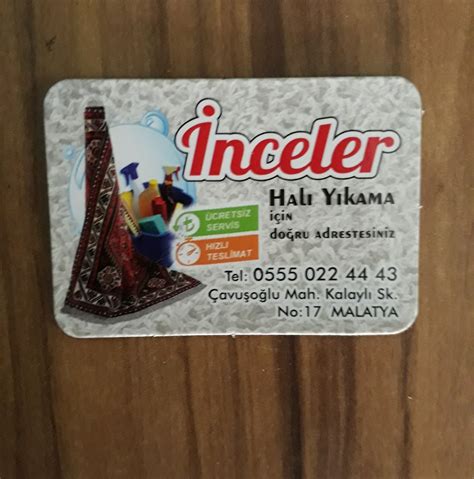 İnceler
Halı Yıkama
için
doğru adrestesiniz
ÜCRETSİZ
SERVİS
HIZLI
TESLİMAT
Tel: 0555 022 44 43
Çavuşoğlu Mah. Kalaylı Sk.
No:17 MALATYA